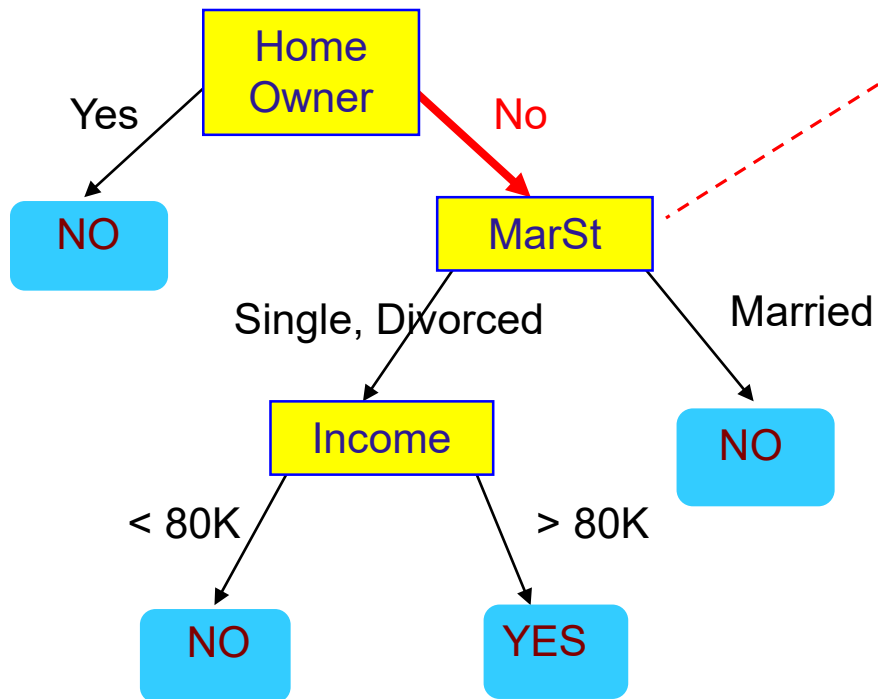 Home
Owner
Yes
No
NO
MarSt
Single, Divorced
Married
Income
NO
< 80K
> 80K
NO
YES